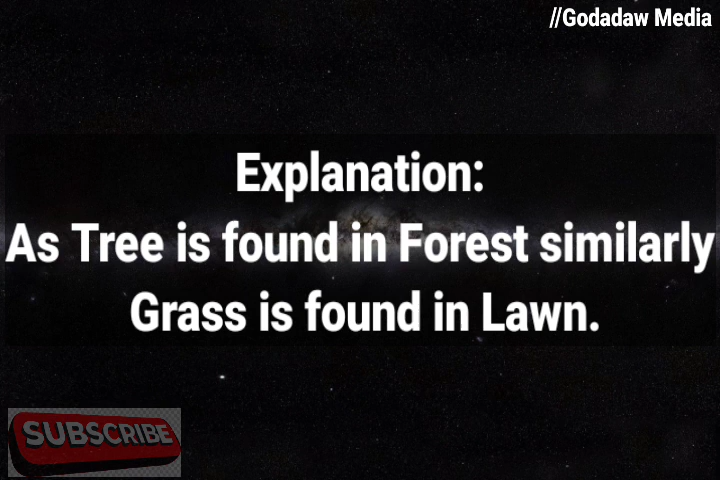 //Godadaw Media
Explanation:
As Tree is found in Forest similarly
Grass is found in Lawn.
SUBSCRIBE